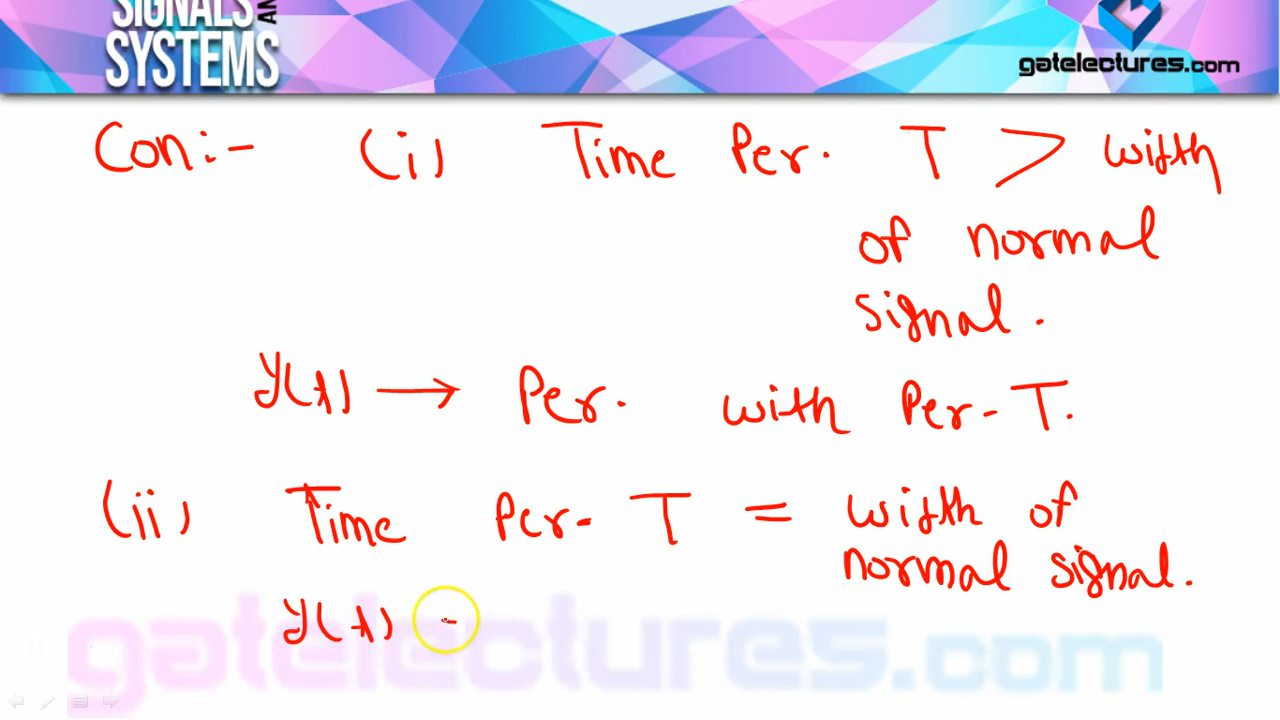 SIGNALS AND
SYSTEMS
gatelectures.com
Con:- (i) Time Per. T > width
of normal
signal.
y(t) → Per. with Per- T.
(ii) Time Per- T = width of
normal signal.
y(t) -
gatelectures.com